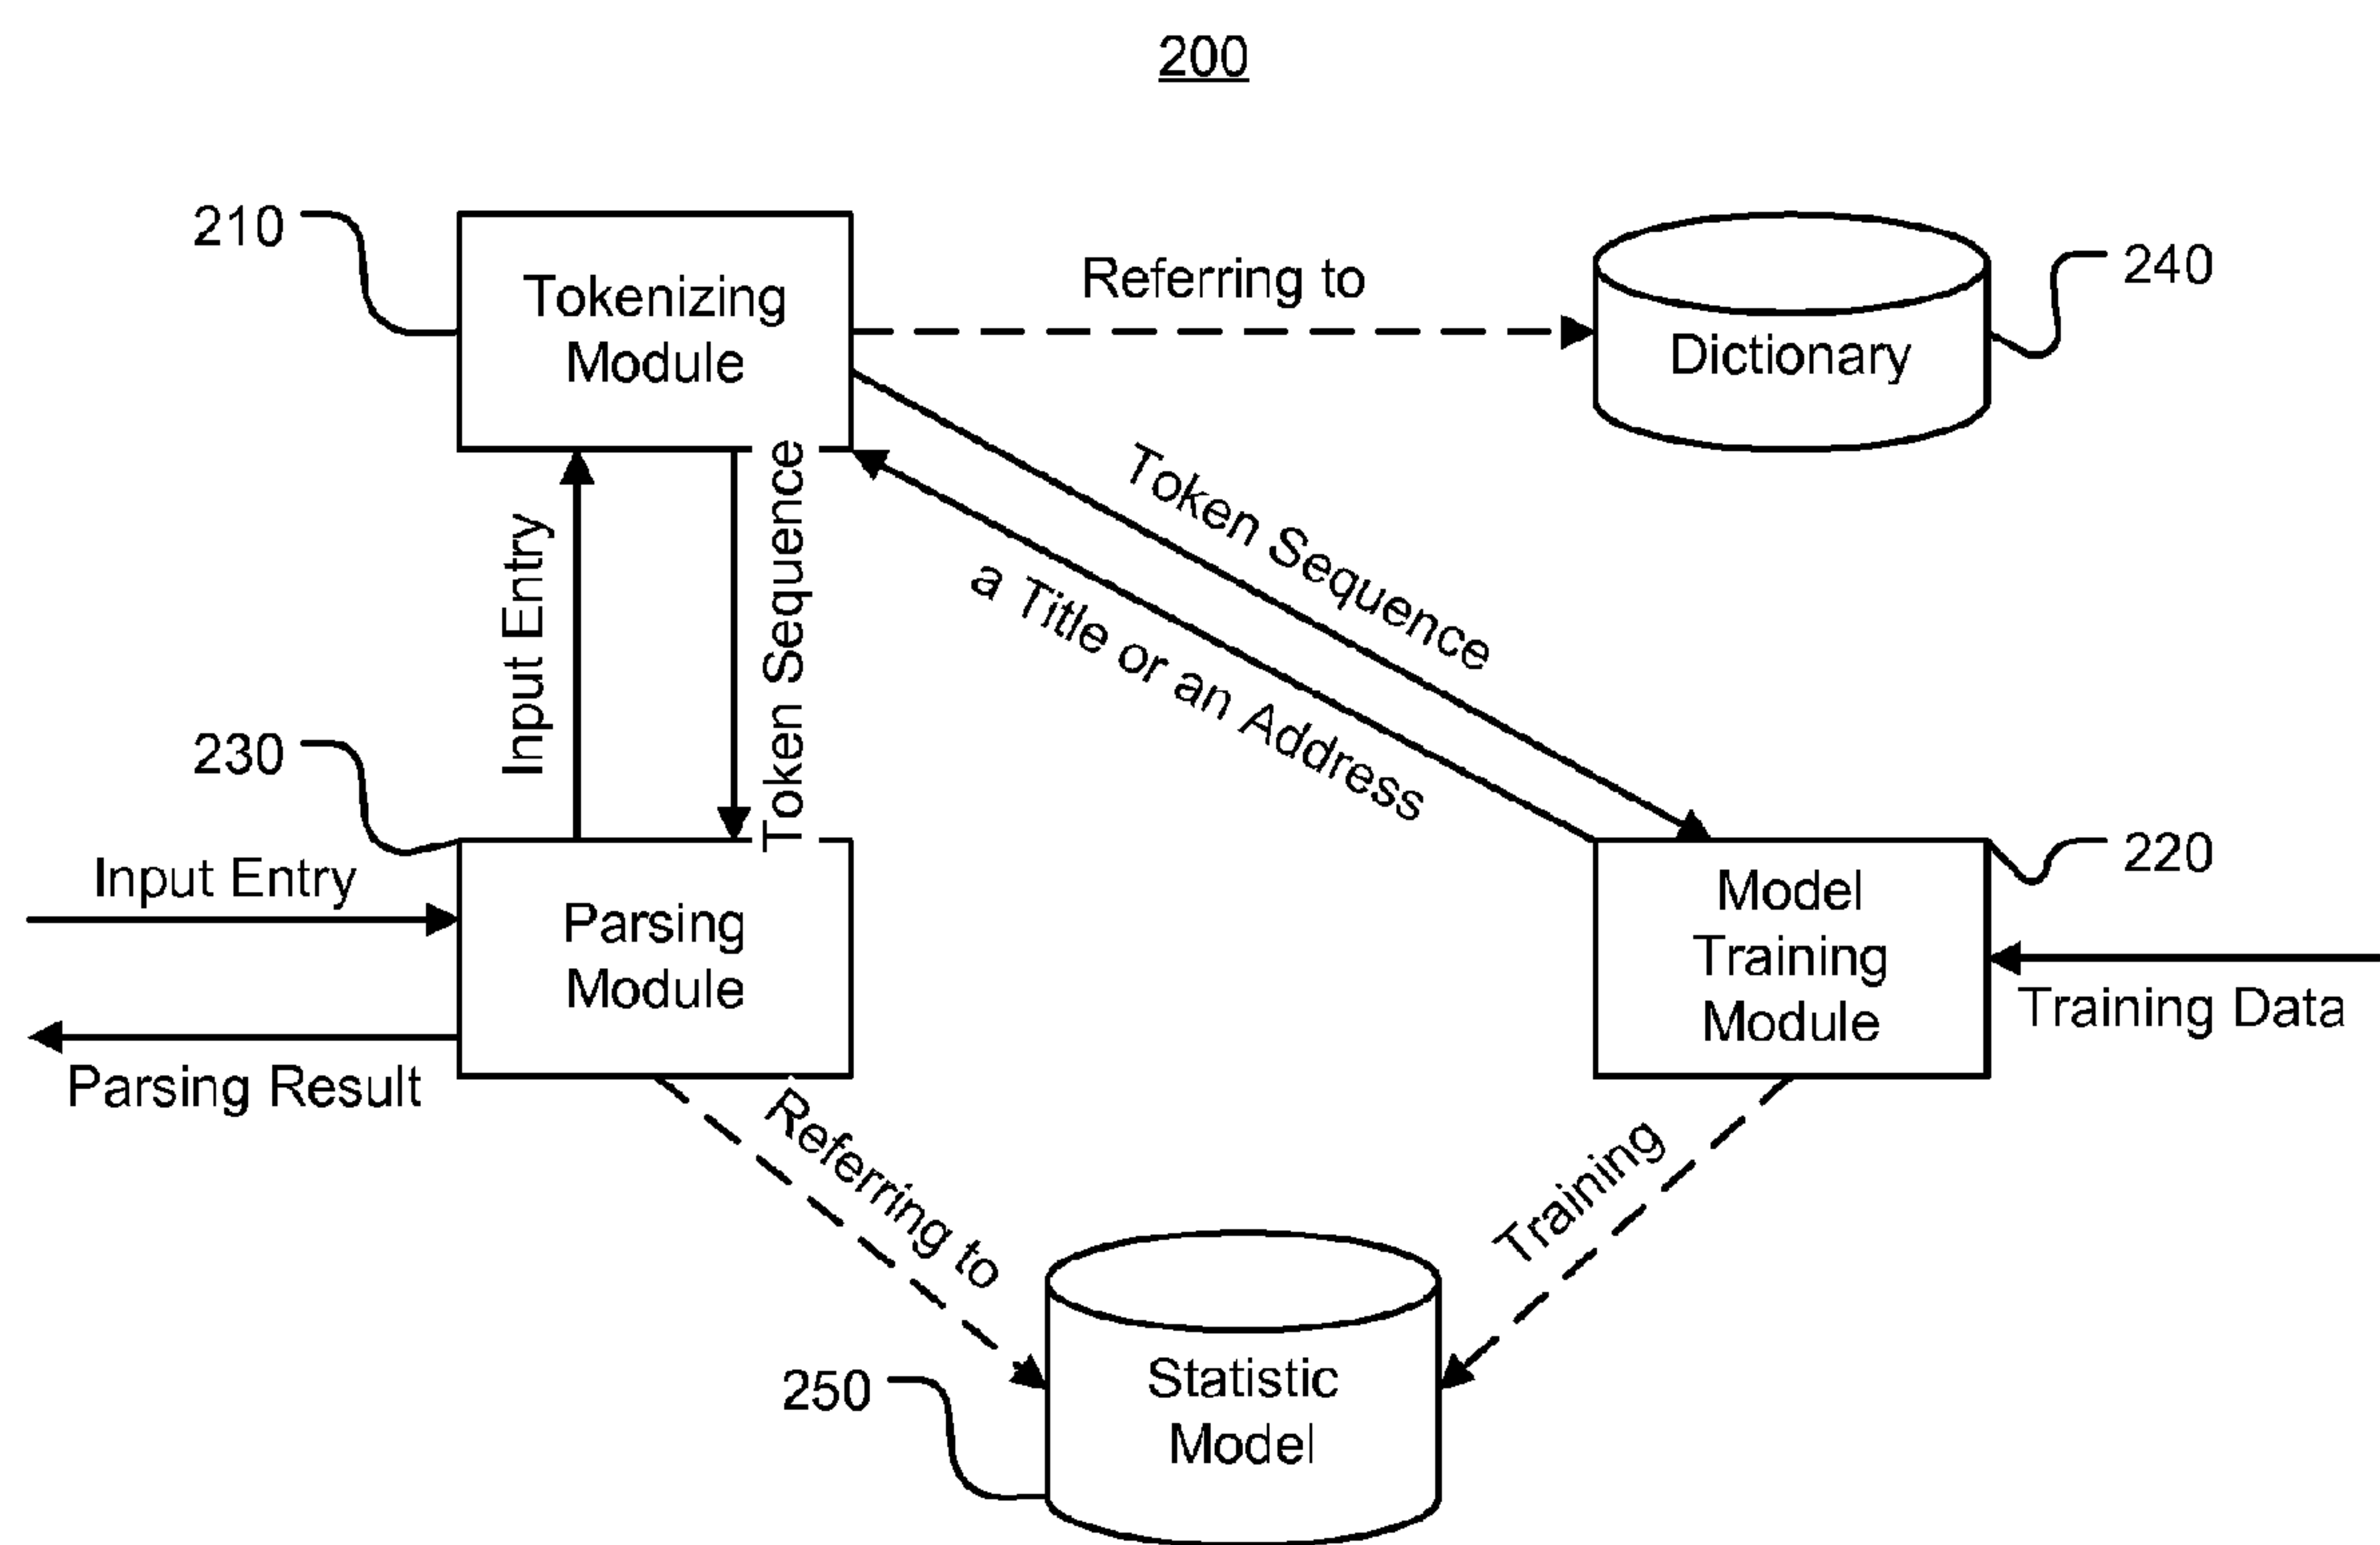 200
210
Tokenizing
Module
Referring to
Dictionary
240
Input Entry
Token Sequence
Token Sequence
a Title or an Address
230
Input Entry
Parsing
Module
Parsing Result
220
Model
Training
Module
Training Data
Referring to
Training
250
Statistic
Model